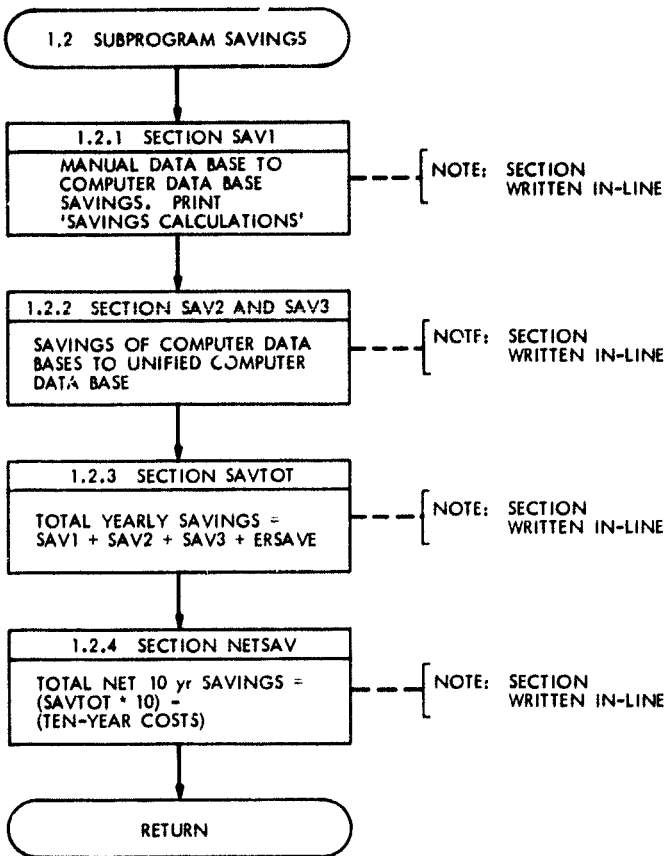 1.2 SUBPROGRAM SAVINGS
1.2.1 SECTION SAV1
MANUAL DATA BASE TO
COMPUTER DATA BASE
SAVINGS. PRINT
'SAVINGS CALCULATIONS'
NOTE: SECTION
WRITTEN IN-LINE
1.2.2 SECTION SAV2 AND SAV3
SAVINGS OF COMPUTER DATA
BASES TO UNIFIED COMPUTER
DATA BASE
NOTE: SECTION
WRITTEN IN-LINE
1.2.3 SECTION SAVTOT
TOTAL YEARLY SAVINGS =
SAV1 + SAV2 + SAV3 + ERSAVE
NOTE: SECTION
WRITTEN IN-LINE
1.2.4 SECTION NETSAV
TOTAL NET 10 yr SAVINGS =
(SAVTOT * 10) -
(TEN-YEAR COSTS)
NOTE: SECTION
WRITTEN IN-LINE
RETURN